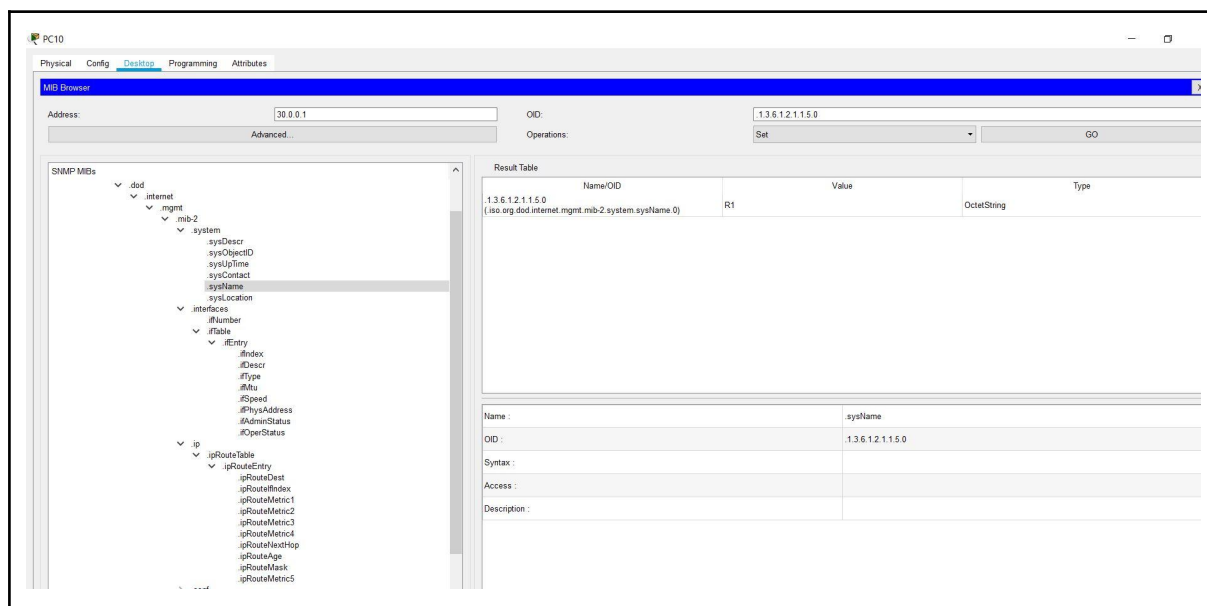 PC10
Physical Config Desktop Programming Attributes
MIB Browser X
Address: 30.0.0.1 OID: .1.3.6.1.2.1.1.5.0
Advanced... Operations: Set GO
SNMP MIBs
.dod
.internet
.mgmt
.mib-2
.system
.sysDescr
.sysObjectID
.sysUpTime
.sysContact
.sysName
.sysLocation
.interfaces
.ifNumber
.ifTable
.ifEntry
.ifIndex
.ifDescr
.ifType
.ifMtu
.ifSpeed
.ifPhysAddress
.ifAdminStatus
.ifOperStatus
.ip
.ipRouteTable
.ipRouteEntry
.ipRouteDest
.ipRouteIfIndex
.ipRouteMetric1
.ipRouteMetric2
.ipRouteMetric3
.ipRouteMetric4
.ipRouteNextHop
.ipRouteAge
.ipRouteMask
.ipRouteMetric5
Result Table
Name/OID Value Type
.1.3.6.1.2.1.1.5.0
(.iso.org.dod.internet.mgmt.mib-2.system.sysName.0) R1 OctetString
Name : .sysName
OID : .1.3.6.1.2.1.1.5.0
Syntax :
Access :
Description :